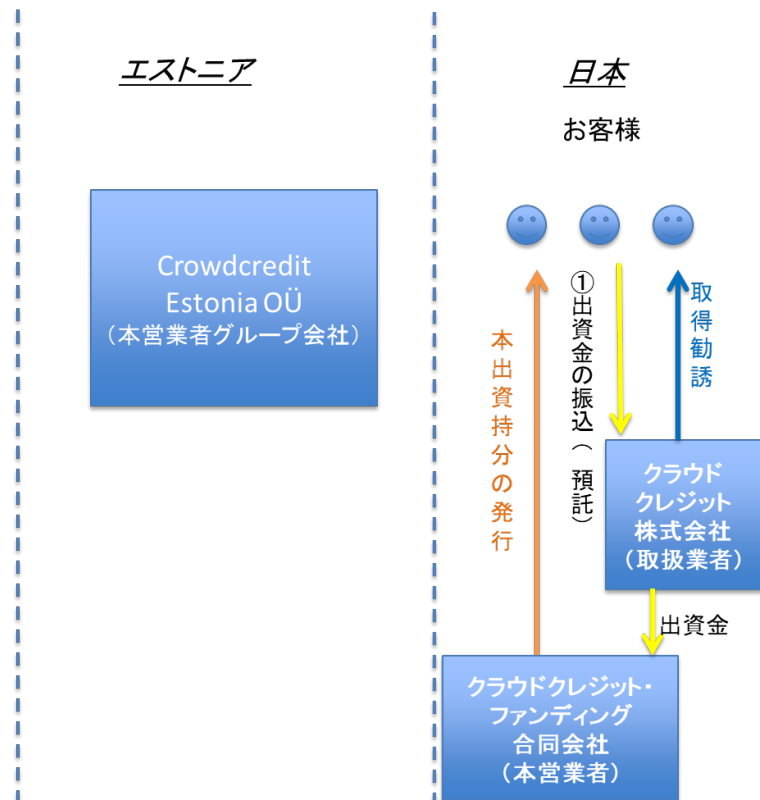 エストニア
日本
お客様
Crowdcredit
Estonia OÜ
（本営業者グループ会社）
本出資持分の発行
①出資金の振込（ 預託）
取得勧誘
クラウド
クレジット
株式会社
（取扱業者）
出資金
クラウドクレジット・
ファンディング
合同会社
（本営業者）